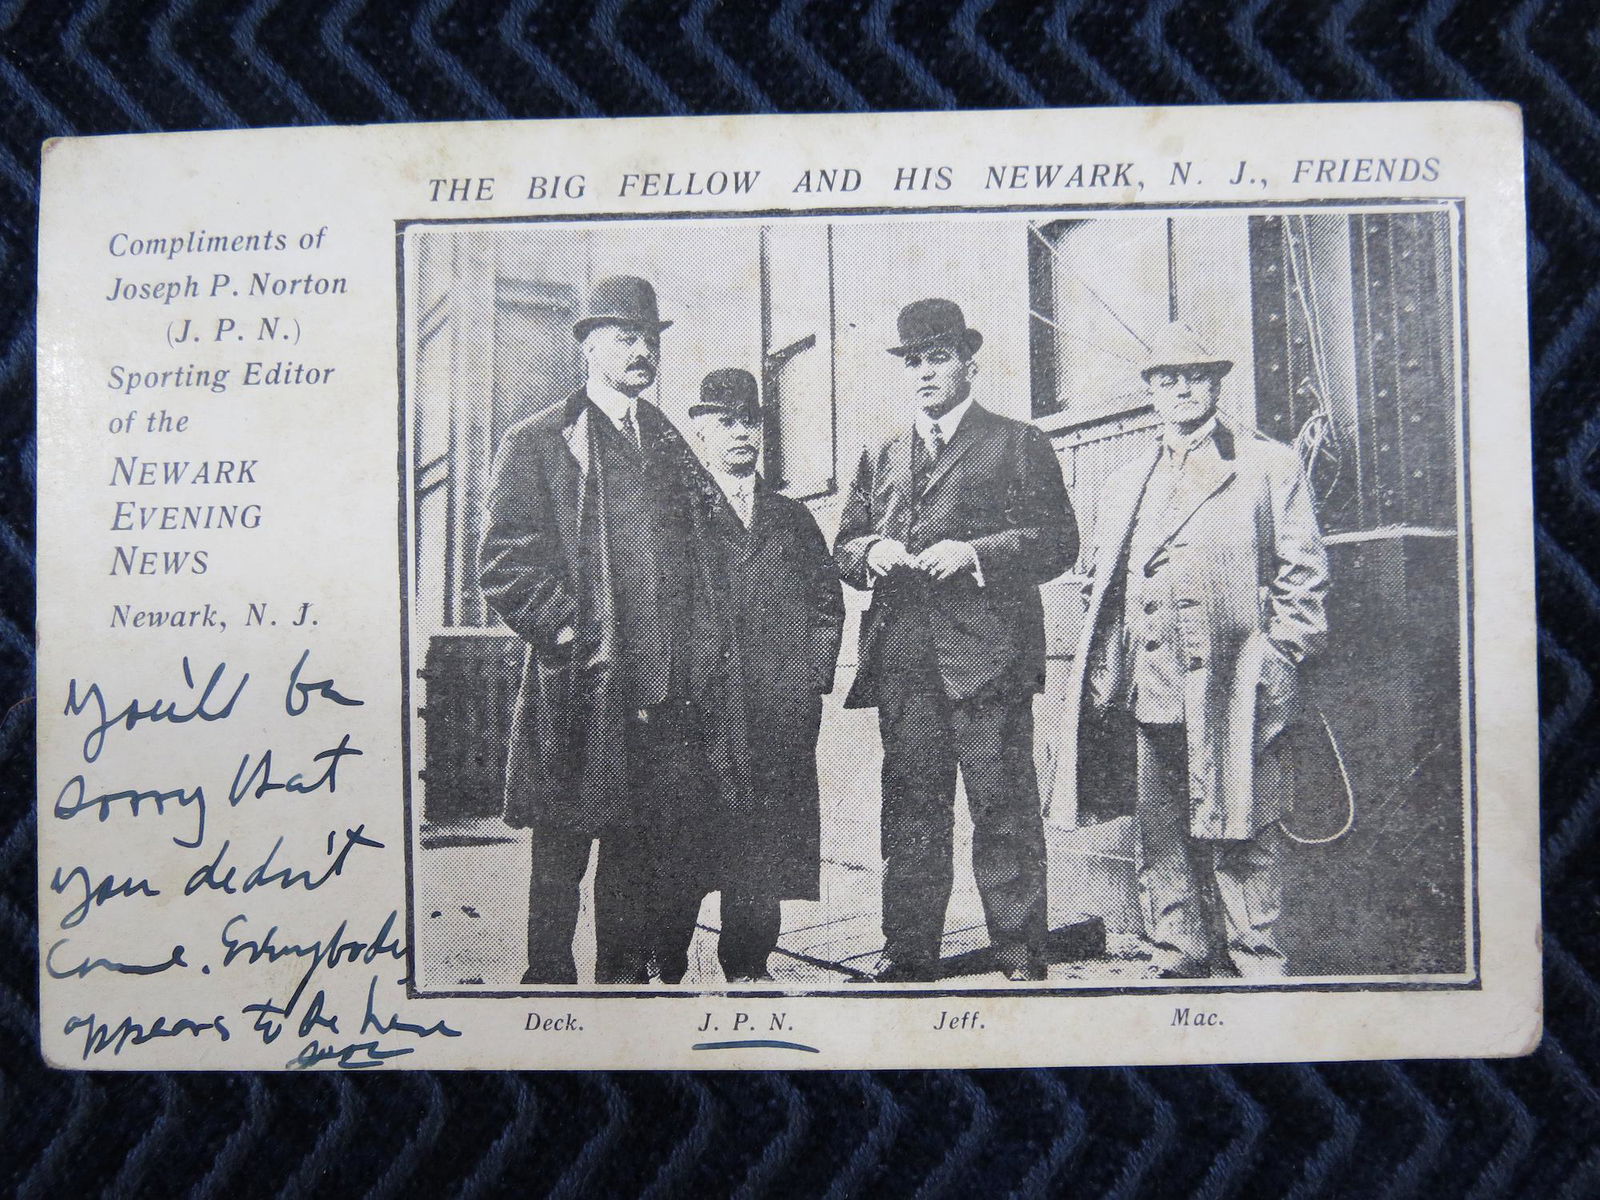 THE BIG FELLOW AND HIS NEWARK, N. J., FRIENDS
Compliments of
Joseph P. Norton
(J. P. N.)
Sporting Editor
of the
NEWARK
EVENING
NEWS
Newark, N. J.
You'll be
sorry that
you didn't
come. Everybody
appears to be here
Deck. J. P. N. Jeff. Mac.